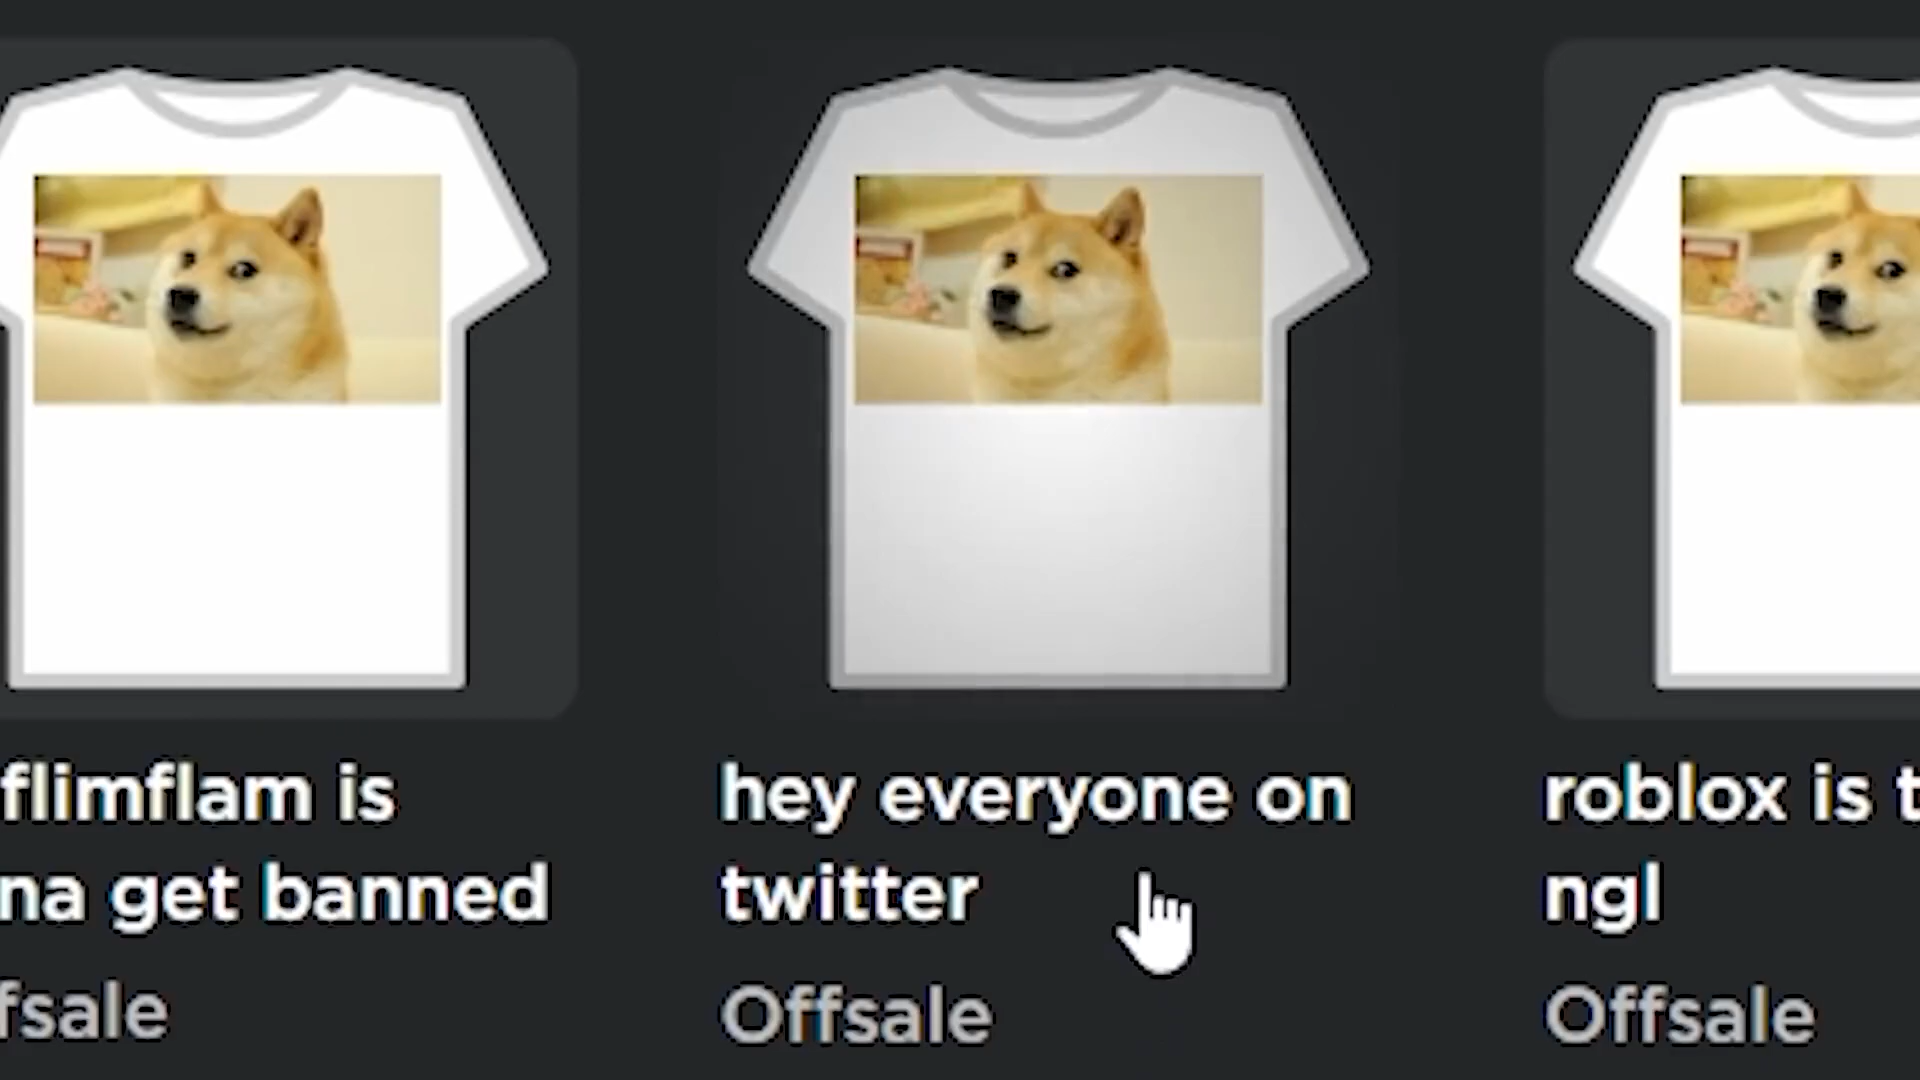 flimflam is
na get banned
fsale
hey everyone on
twitter
Offsale
roblox is t
ngl
Offsale